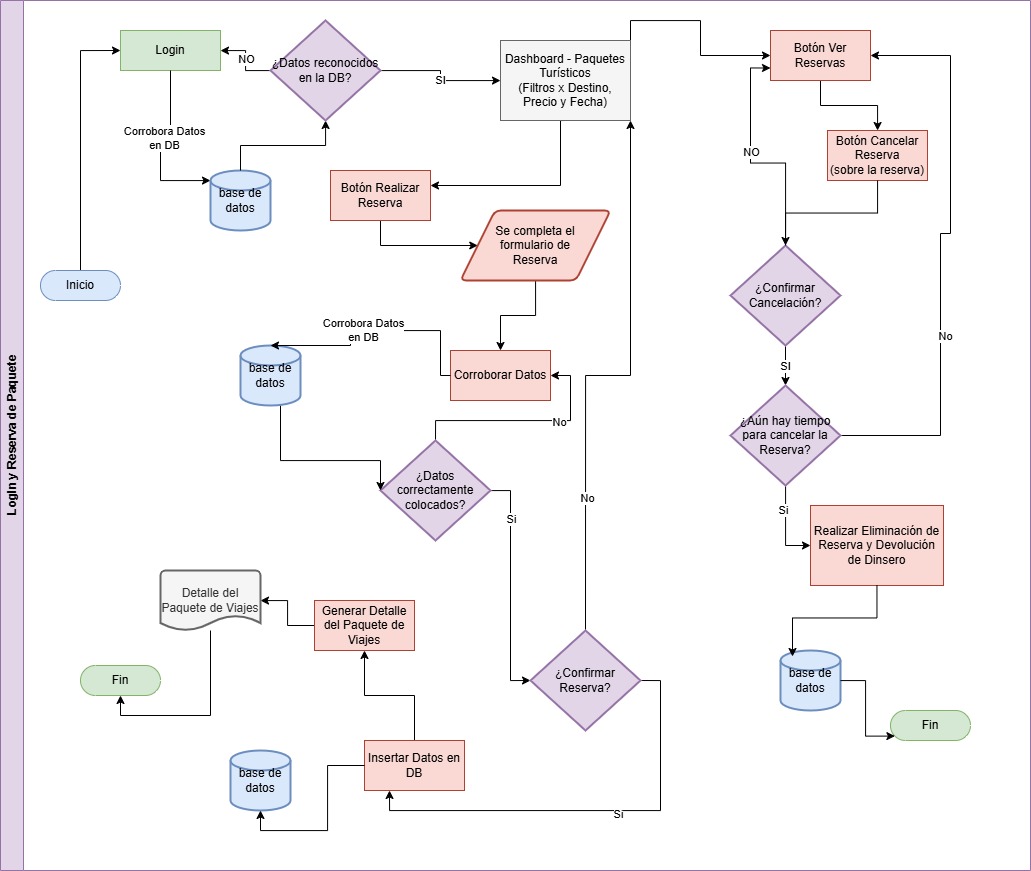 Login y Reserva de Paquete
Login
NO
¿Datos reconocidos
en la DB?
SI
Dashboard - Paquetes
Turísticos
(Filtros x Destino,
Precio y Fecha)
Botón Ver
Reservas
Corrobora Datos
en DB
base de
datos
Botón Realizar
Reserva
NO
Botón Cancelar
Reserva
(sobre la reserva)
Se completa el
formulario de
Reserva
Inicio
¿Confirmar
Cancelación?
Corrobora Datos
en DB
base de
datos
Corroborar Datos
No
SI
No
¿Aún hay tiempo
para cancelar la
Reserva?
¿Datos
correctamente
colocados?
Si
No
Si
Realizar Eliminación de
Reserva y Devolución
de Dinsero
Detalle del
Paquete de Viajes
Generar Detalle
del Paquete de
Viajes
Fin
¿Confirmar
Reserva?
base de
datos
Fin
Insertar Datos en
DB
base de
datos
Si